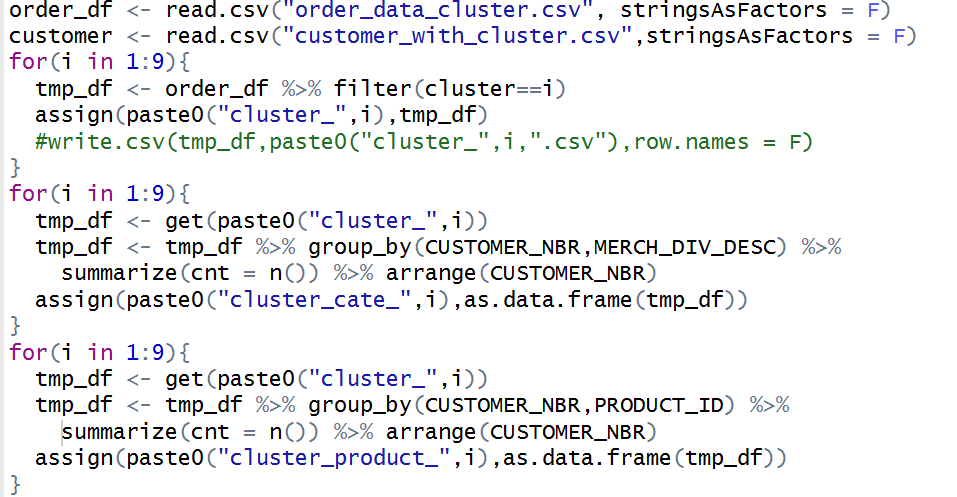 order_df <- read.csv("order_data_cluster.csv", stringsAsFactors = F)
customer <- read.csv("customer_with_cluster.csv",stringsAsFactors = F)
for(i in 1:9){
  tmp_df <- order_df %>% filter(cluster==i)
  assign(paste0("cluster_",i),tmp_df)
  #write.csv(tmp_df,paste0("cluster_",i,".csv"),row.names = F)
}
for(i in 1:9){
  tmp_df <- get(paste0("cluster_",i))
  tmp_df <- tmp_df %>% group_by(CUSTOMER_NBR,MERCH_DIV_DESC) %>%
    summarize(cnt = n()) %>% arrange(CUSTOMER_NBR)
  assign(paste0("cluster_cate_",i),as.data.frame(tmp_df))
}
for(i in 1:9){
  tmp_df <- get(paste0("cluster_",i))
  tmp_df <- tmp_df %>% group_by(CUSTOMER_NBR,PRODUCT_ID) %>%
    summarize(cnt = n()) %>% arrange(CUSTOMER_NBR)
  assign(paste0("cluster_product_",i),as.data.frame(tmp_df))
}